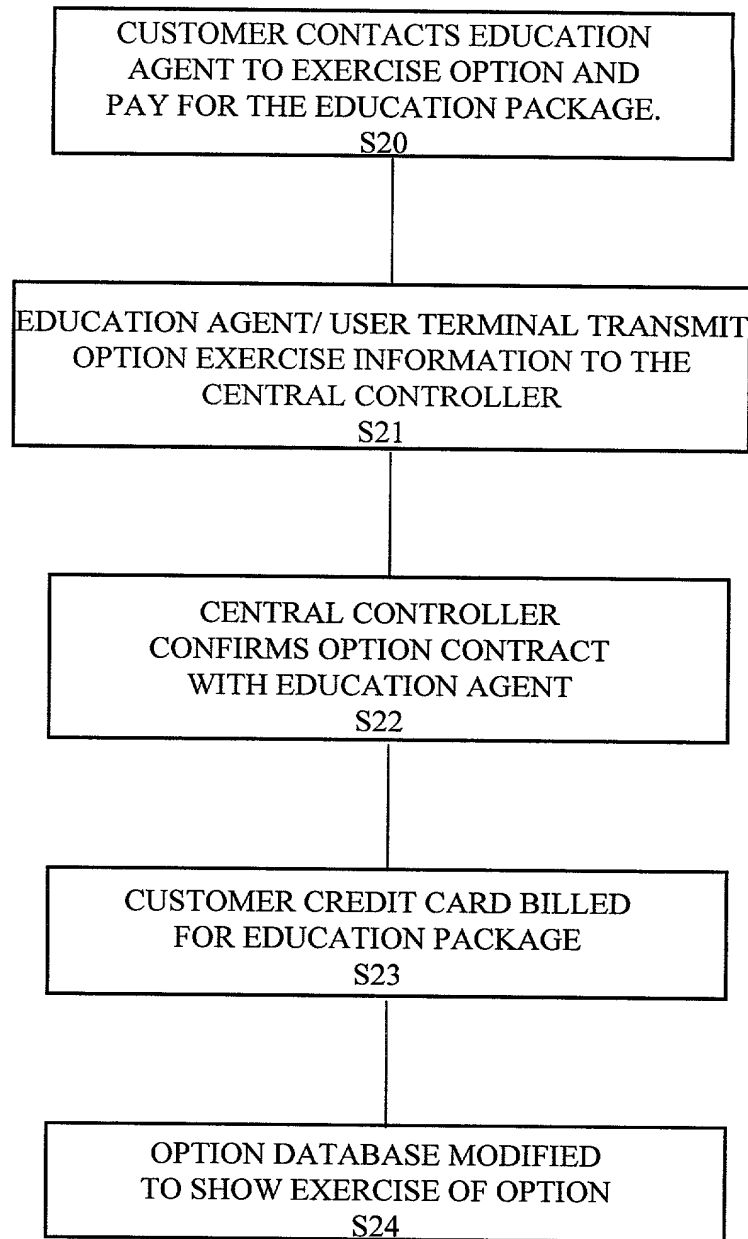 CUSTOMER CONTACTS EDUCATION
AGENT TO EXERCISE OPTION AND
PAY FOR THE EDUCATION PACKAGE.
S20
EDUCATION AGENT/ USER TERMINAL TRANSMIT
OPTION EXERCISE INFORMATION TO THE
CENTRAL CONTROLLER
S21
CENTRAL CONTROLLER
CONFIRMS OPTION CONTRACT
WITH EDUCATION AGENT
S22
CUSTOMER CREDIT CARD BILLED
FOR EDUCATION PACKAGE
S23
OPTION DATABASE MODIFIED
TO SHOW EXERCISE OF OPTION
S24